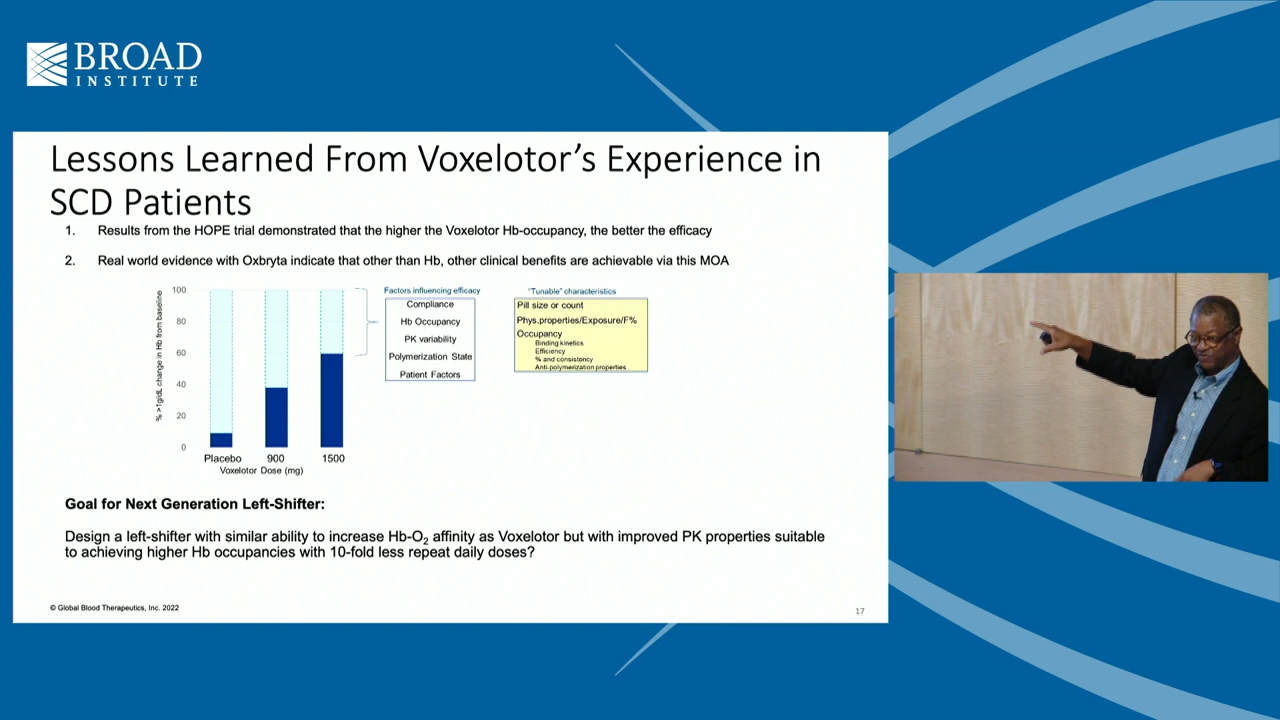 BROAD
INSTITUTE
Lessons Learned From Voxelotor's Experience in
SCD Patients
1. Results from the HOPE trial demonstrated that the higher the Voxelotor Hb-occupancy, the better the efficacy
2. Real world evidence with Oxbryta indicate that other than Hb, other clinical benefits are achievable via this MOA
% >1g/dL change in Hb from baseline
100
80
60
40
20
0
Placebo 900 1500
Voxelotor Dose (mg)
Factors influencing efficacy
Compliance
Hb Occupancy
PK variability
Polymerization State
Patient Factors
"Tunable" characteristics
Pill size or count
Phys.properties/Exposure/F%
Occupancy
Binding kinetics
Efficiency
% and consistency
Anti-polymerization properties
Goal for Next Generation Left-Shifter:
Design a left-shifter with similar ability to increase Hb-O₂ affinity as Voxelotor but with improved PK properties suitable
to achieving higher Hb occupancies with 10-fold less repeat daily doses?
© Global Blood Therapeutics, Inc. 2022
17